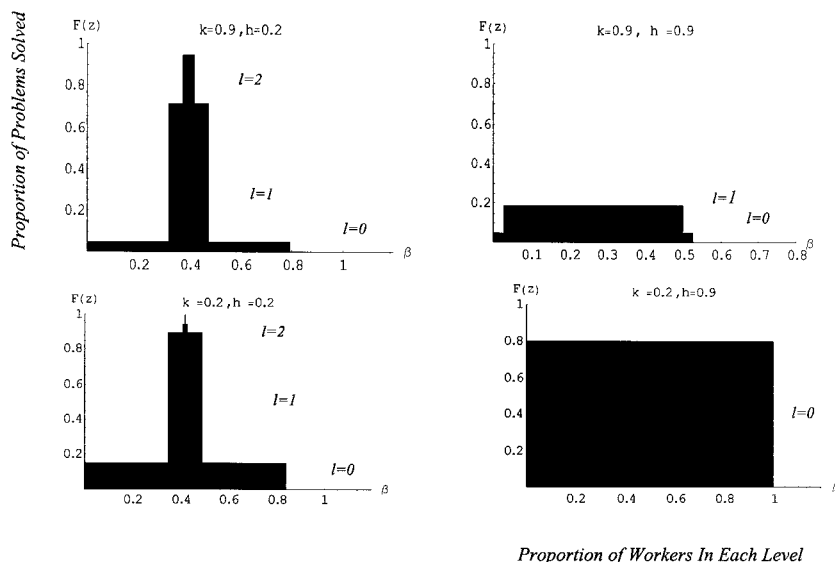 Proportion of Problems Solved
F(z)
k=0.9, h=0.2
1
0.8
0.6
0.4
0.2
l=2
l=1
l=0
0.2 0.4 0.6 0.8 1 β
F(z)
k=0.9, h =0.9
1
0.8
0.6
0.4
0.2
l=1
l=0
0.1 0.2 0.3 0.4 0.5 0.6 0.7 0.8 β
F(z)
k =0.2,h=0.2
1
0.8
0.6
0.4
0.2
l=2
l=1
l=0
0.2 0.4 0.6 0.8 1 β
F(z)
k =0.2,h=0.9
1
0.8
0.6
0.4
0.2
l=0
0.2 0.4 0.6 0.8 1
Proportion of Workers In Each Level